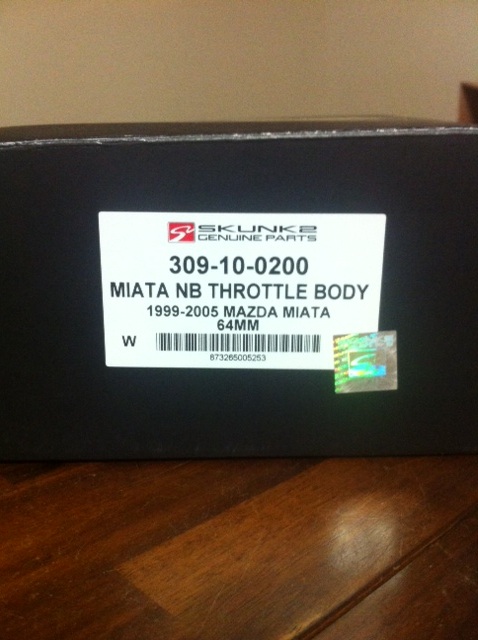 SKUNK2
GENUINE PARTS
309-10-0200
MIATA NB THROTTLE BODY
1999-2005 MAZDA MIATA
64MM
W
873265005253